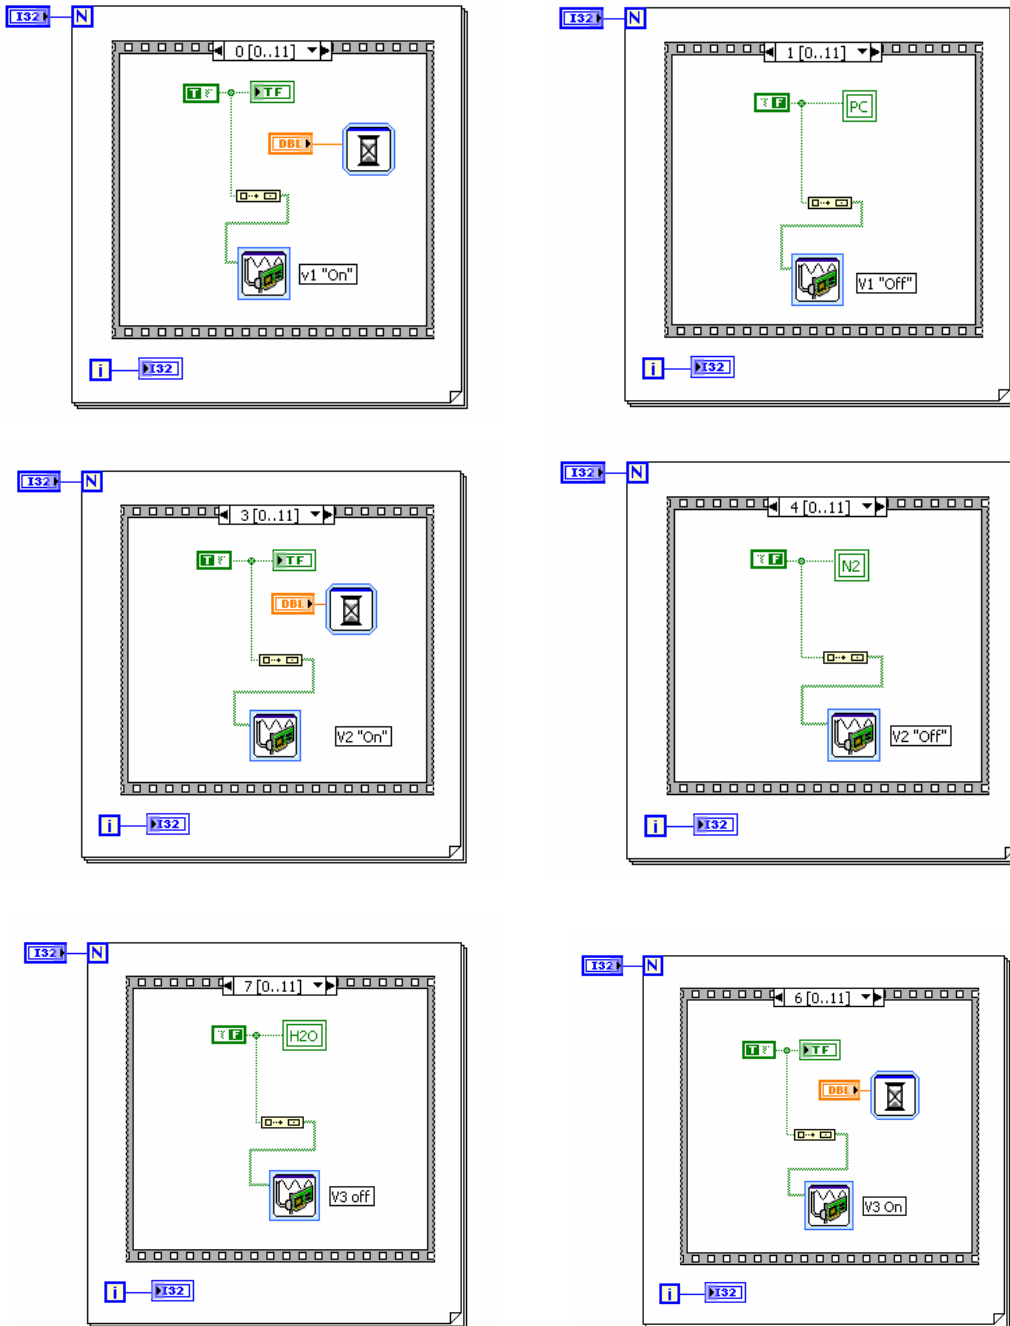 I32 N
0 [0..11]
T F TF
DBL
v1 "On"
i I32
I32 N
1 [0..11]
T F PC
V1 "Off"
i I32
I32 N
3 [0..11]
T F TF
DBL
V2 "On"
i I32
I32 N
4 [0..11]
T F N2
V2 "Off"
i I32
I32 N
7 [0..11]
T F H2O
V3 off
i I32
I32 N
6 [0..11]
T F TF
DBL
V3 On
i I32